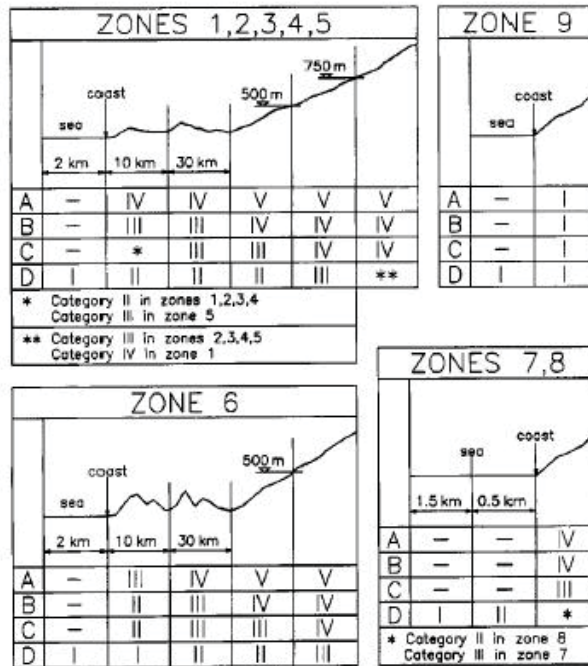 ZONES 1,2,3,4,5
750 m
500 m
coast
sea
2 km 10 km 30 km
A – IV IV V V V
B – III III IV IV IV
C – * III III IV IV
D I II II II III **
* Category II in zones 1,2,3,4
Category III in zone 5
** Category III in zones 2,3,4,5
Category IV in zone 1
ZONE 9
coast
sea
A – I
B – I
C – I
D I I
ZONE 6
500 m
coast
sea
2 km 10 km 30 km
A – III IV V V
B – II III IV IV
C – II III III IV
D I I II II III
ZONES 7,8
coast
sea
1.5 km 0.5 km
A – – IV
B – – IV
C – – III
D I II *
* Category II in zone 8
Category III in zone 7